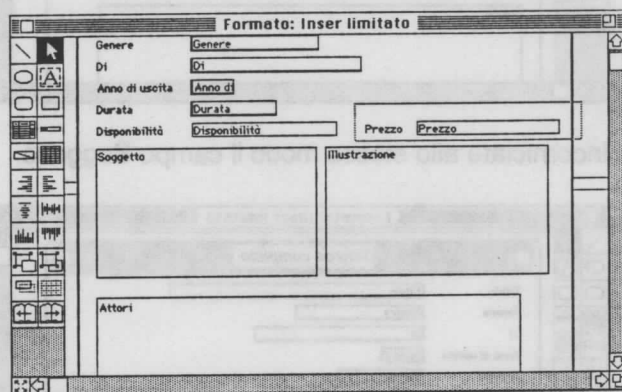 Formato: Inser limitato
Genere Genere
Di Di
Anno di uscita Anno di
Durata Durata
Disponibilità Disponibilità Prezzo Prezzo
Soggetto Illustrazione
Attori